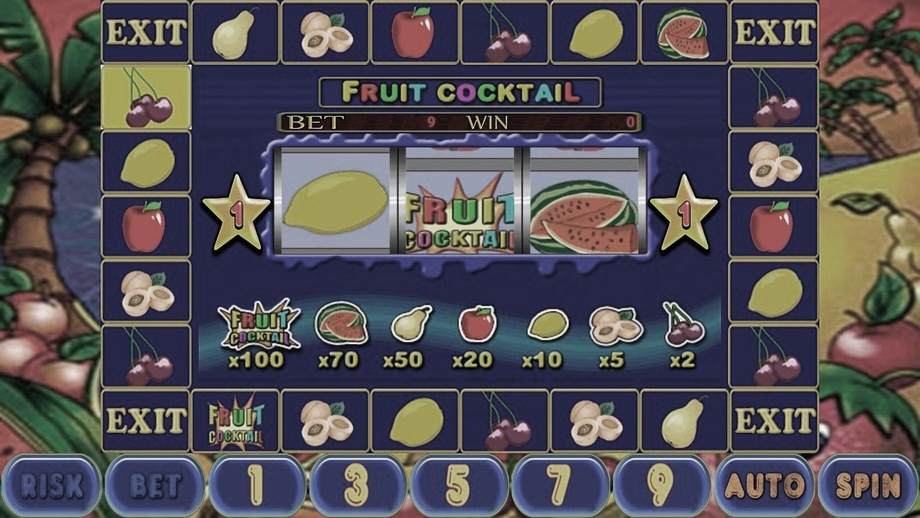 EXIT EXIT
FRUIT COCKTAIL
BET 9 WIN 0
1 1
FRUIT
COCKTAIL
FRUIT
COCKTAIL
x100 x70 x50 x20 x10 x5 x2
EXIT FRUIT EXIT
COCKTAIL
RISK BET 1 3 5 7 9 AUTO SPIN